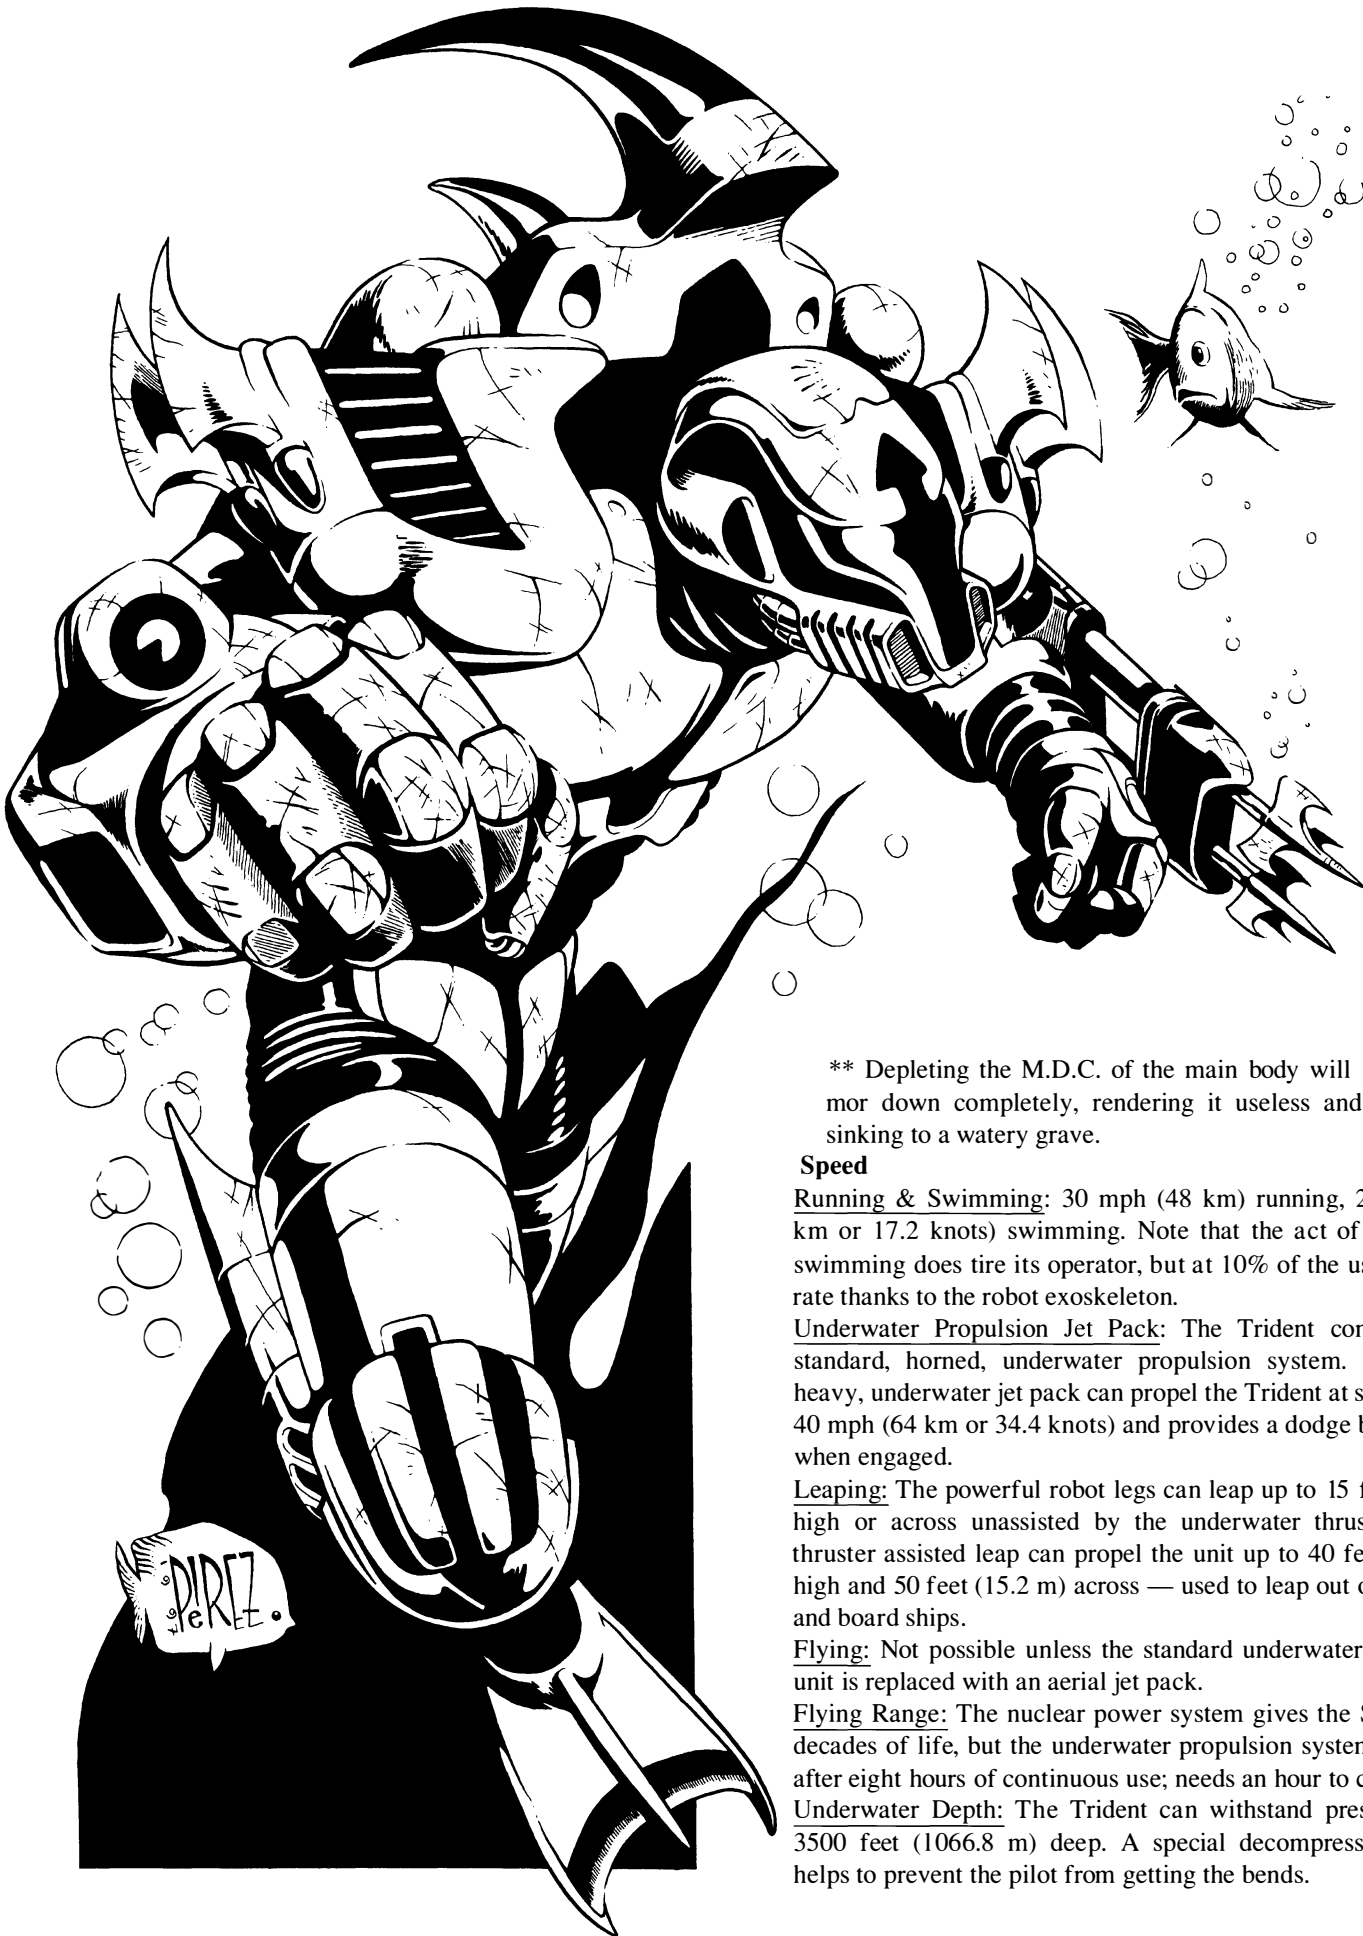 ** Depleting the M.D.C. of the main body will
mor down completely, rendering it useless and
sinking to a watery grave.
Speed
Running & Swimming: 30 mph (48 km) running, 2
km or 17.2 knots) swimming. Note that the act of
swimming does tire its operator, but at 10% of the us
rate thanks to the robot exoskeleton.
Underwater Propulsion Jet Pack: The Trident con
standard, horned, underwater propulsion system.
heavy, underwater jet pack can propel the Trident at s
40 mph (64 km or 34.4 knots) and provides a dodge b
when engaged.
Leaping: The powerful robot legs can leap up to 15 f
high or across unassisted by the underwater thrus
thruster assisted leap can propel the unit up to 40 fee
high and 50 feet (15.2 m) across — used to leap out o
and board ships.
Flying: Not possible unless the standard underwater
unit is replaced with an aerial jet pack.
Flying Range: The nuclear power system gives the S
decades of life, but the underwater propulsion system
after eight hours of continuous use; needs an hour to c
Underwater Depth: The Trident can withstand pres
3500 feet (1066.8 m) deep. A special decompress
helps to prevent the pilot from getting the bends.
PEREZ